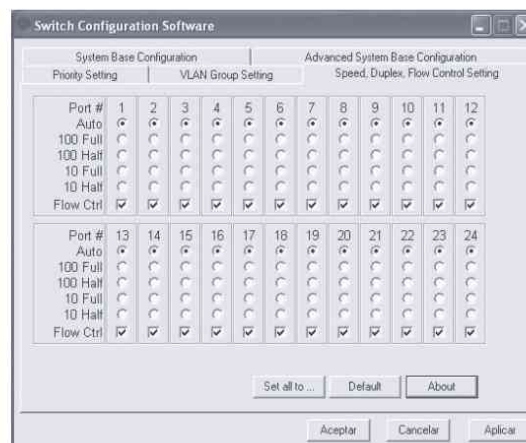 Switch Configuration Software
System Base Configuration Advanced System Base Configuration
Priority Setting VLAN Group Setting Speed, Duplex, Flow Control Setting
Port # 1 2 3 4 5 6 7 8 9 10 11 12
Auto
100 Full
100 Half
10 Full
10 Half
Flow Ctrl
Port # 13 14 15 16 17 18 19 20 21 22 23 24
Auto
100 Full
100 Half
10 Full
10 Half
Flow Ctrl
Set all to ... Default About
Aceptar Cancelar Aplicar